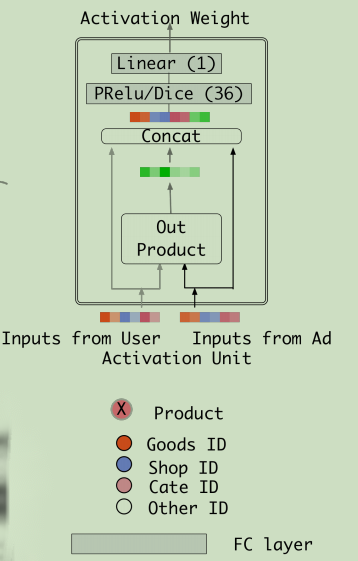 Activation Weight
Linear (1)
PRelu/Dice (36)
Concat
Out
Product
Inputs from User Inputs from Ad
Activation Unit
X Product
Goods ID
Shop ID
Cate ID
Other ID
FC layer